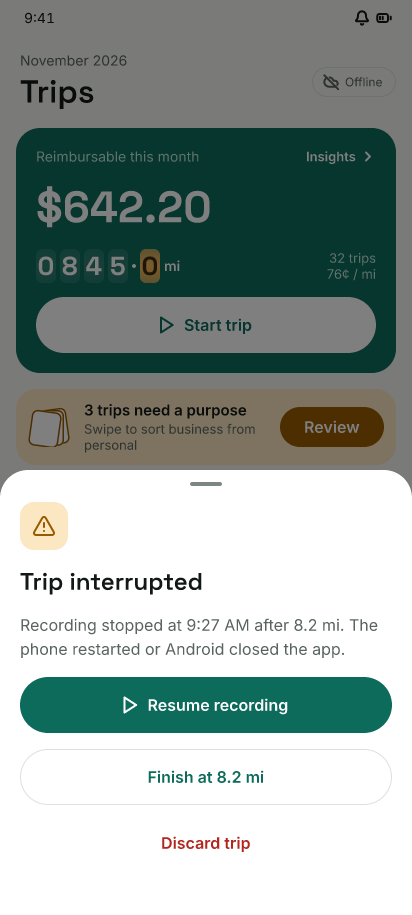 9:41
November 2026
Trips
Offline
Reimbursable this month
Insights
$642.20
0845.0 mi
32 trips
76¢ / mi
Start trip
3 trips need a purpose
Swipe to sort business from
personal
Review
Trip interrupted
Recording stopped at 9:27 AM after 8.2 mi. The
phone restarted or Android closed the app.
Resume recording
Finish at 8.2 mi
Discard trip